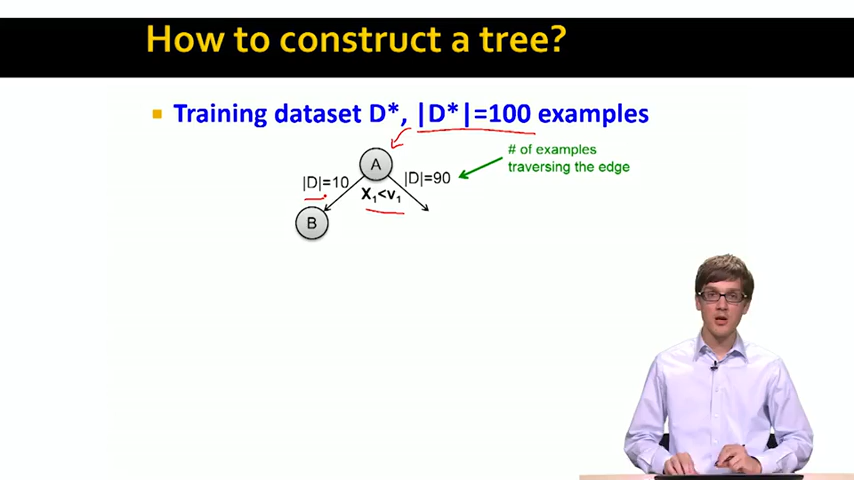 How to construct a tree?
Training dataset D*, |D*|=100 examples
# of examples
traversing the edge
A
|D|=10
|D|=90
X₁<v₁
B